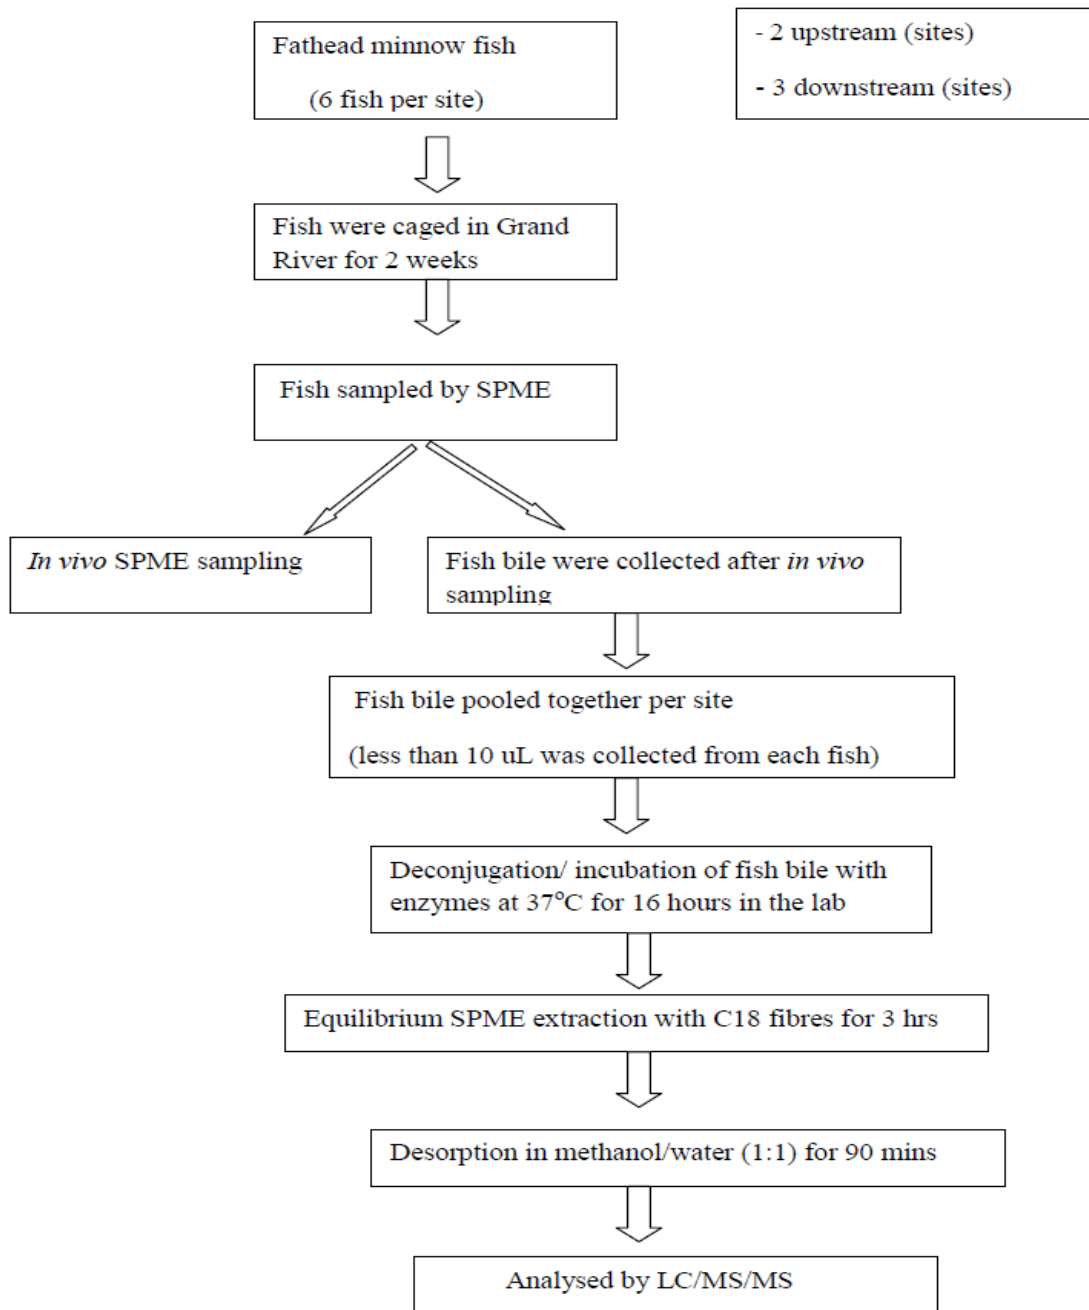 Fathead minnow fish
(6 fish per site)
- 2 upstream (sites)
- 3 downstream (sites)
Fish were caged in Grand
River for 2 weeks
Fish sampled by SPME
In vivo SPME sampling
Fish bile were collected after in vivo
sampling
Fish bile pooled together per site
(less than 10 uL was collected from each fish)
Deconjugation/ incubation of fish bile with
enzymes at 37°C for 16 hours in the lab
Equilibrium SPME extraction with C18 fibres for 3 hrs
Desorption in methanol/water (1:1) for 90 mins
Analysed by LC/MS/MS